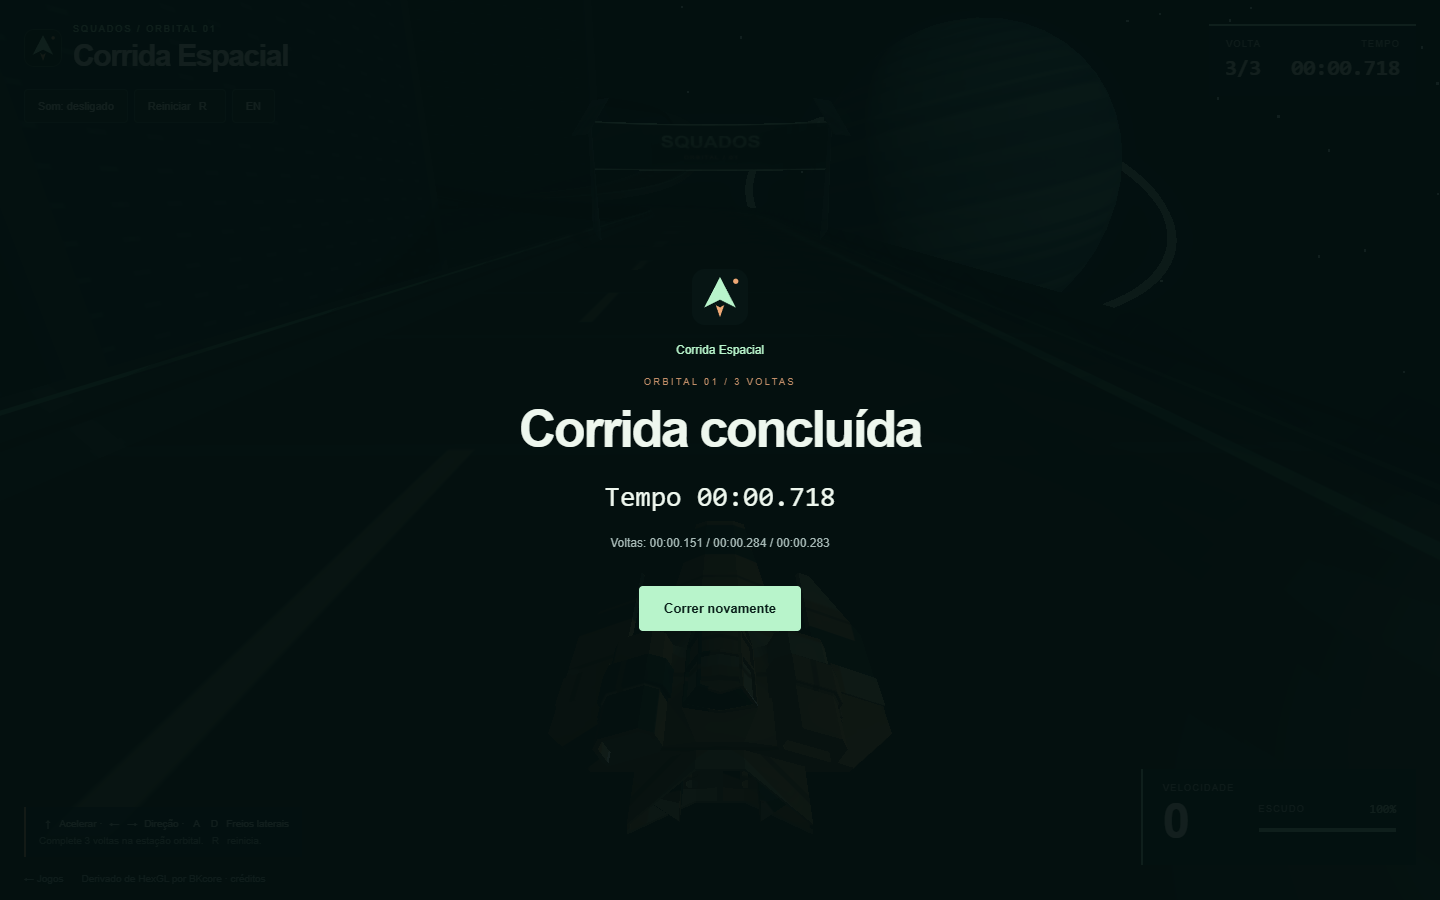 SQUADOS / ORBITAL 01
Corrida Espacial
Som: desligado
Reiniciar R
EN
VOLTA
TEMPO
3/3
00:00.718
SQUADOS
Corrida Espacial
ORBITAL 01 / 3 VOLTAS
Corrida concluída
Tempo 00:00.718
Voltas: 00:00.151 / 00:00.284 / 00:00.283
Correr novamente
↑ Acelerar · ← → Direção · A D Freios laterais
Complete 3 voltas na estação orbital. R reinicia.
— Jogos
Derivado de HexGL por BKcore · créditos
VELOCIDADE
0
ESCUDO
100%